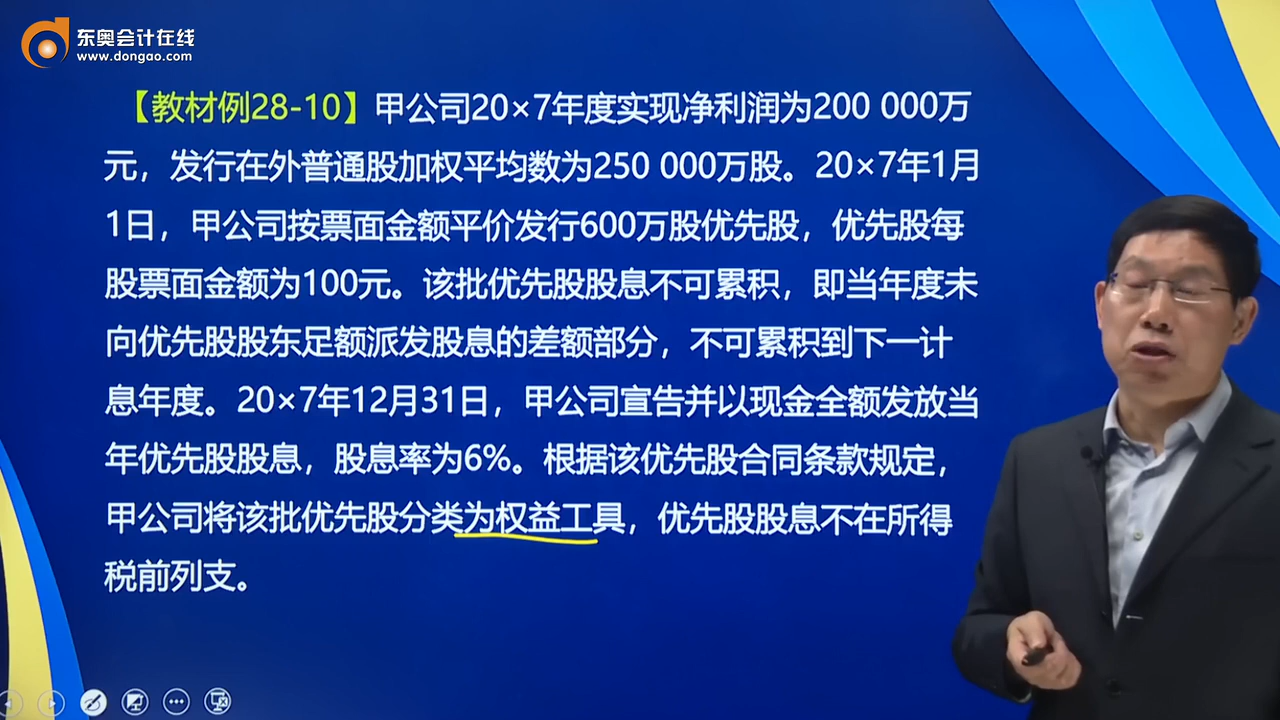 东奥会计在线
www.dongao.com
【教材例28-10】甲公司20×7年度实现净利润为200 000万
元，发行在外普通股加权平均数为250 000万股。20×7年1月
1日，甲公司按票面金额平价发行600万股优先股，优先股每
股票面金额为100元。该批优先股股息不可累积，即当年度未
向优先股股东足额派发股息的差额部分，不可累积到下一计
息年度。20×7年12月31日，甲公司宣告并以现金全额发放当
年优先股股息，股息率为6%。根据该优先股合同条款规定，
甲公司将该批优先股分类为权益工具，优先股股息不在所得
税前列支。